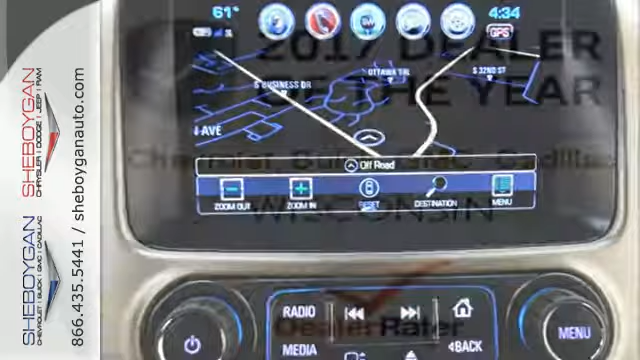 SHEBOYGAN
CHRYSLER | DODGE | JEEP | RAM
SHEBOYGAN
CHEVROLET | BUICK | GMC | CADILLAC
866.435.5441 / sheboyganauto.com
61°
4:34
GPS
2017 DEALER
OF THE YEAR
OTTAWA TRL
S 32ND ST
S BUSINESS DR
I AVE
Chevrolet Buick GMC Cadillac
Off Road
ZOOM OUT
ZOOM IN
RESET
DESTINATION
MENU
WISCONSIN
RADIO
MEDIA
DealerRater
BACK
MENU